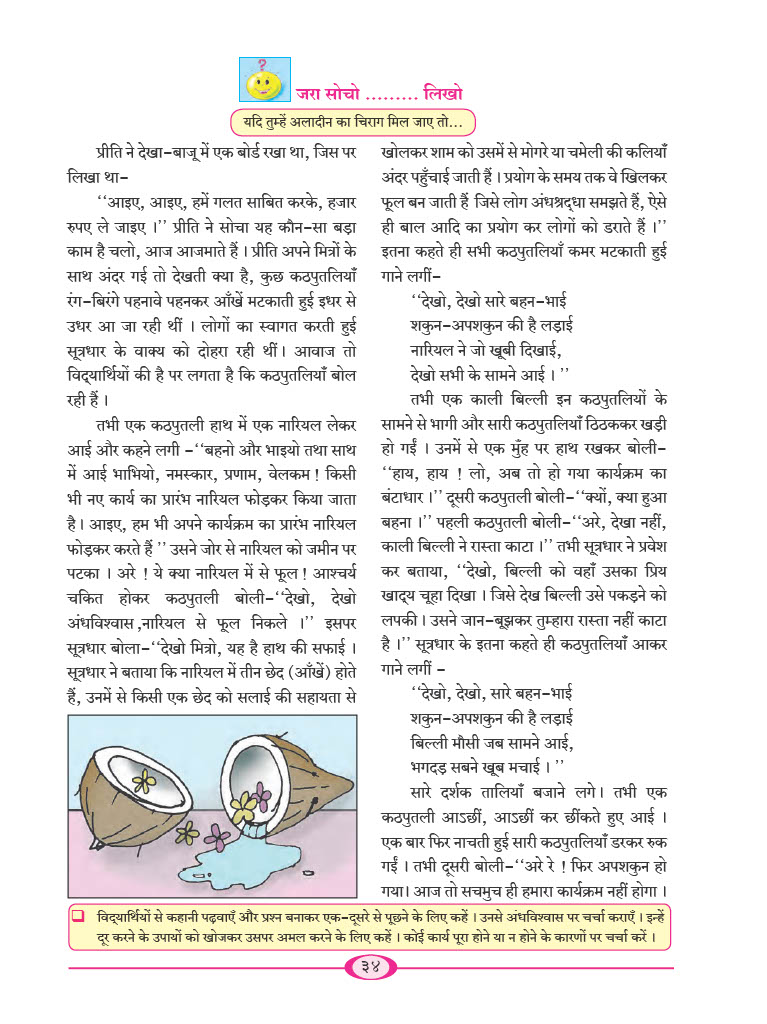 ?
जरा सोचो ......... लिखो
यदि तुम्हें अलादीन का चिराग मिल जाए तो...
प्रीति ने देखा-बाजू में एक बोर्ड रखा था, जिस पर
लिखा था-
‘‘आइए, आइए, हमें गलत साबित करके, हजार
रुपए ले जाइए ।’’ प्रीति ने सोचा यह कौन-सा बड़ा
काम है चलो, आज आजमाते हैं । प्रीति अपने मित्रों के
साथ अंदर गई तो देखती क्या है, कुछ कठपुतलियाँ
रंग-बिरंगे पहनावे पहनकर आँखें मटकाती हुई इधर से
उधर आ जा रही थीं । लोगों का स्वागत करती हुई
सूत्रधार के वाक्य को दोहरा रही थीं। आवाज तो
विद्यार्थियों की है पर लगता है कि कठपुतलियाँ बोल
रही हैं ।
तभी एक कठपुतली हाथ में एक नारियल लेकर
आई और कहने लगी -‘‘बहनो और भाइयो तथा साथ
में आई भाभियो, नमस्कार, प्रणाम, वेलकम ! किसी
भी नए कार्य का प्रारंभ नारियल फोड़कर किया जाता
है । आइए, हम भी अपने कार्यक्रम का प्रारंभ नारियल
फोड़कर करते हैं ’’ उसने जोर से नारियल को जमीन पर
पटका । अरे ! ये क्या नारियल में से फूल ! आश्चर्य
चकित होकर कठपुतली बोली-‘‘देखो, देखो
अंधविश्वास ,नारियल से फूल निकले ।’’ इसपर
सूत्रधार बोला-‘‘देखो मित्रो, यह है हाथ की सफाई ।
सूत्रधार ने बताया कि नारियल में तीन छेद (आँखें) होते
हैं, उनमें से किसी एक छेद को सलाई की सहायता से
खोलकर शाम को उसमें से मोगरे या चमेली की कलियाँ
अंदर पहुँचाई जाती हैं । प्रयोग के समय तक वे खिलकर
फूल बन जाती हैं जिसे लोग अंधश्रद्धा समझते हैं, ऐसे
ही बाल आदि का प्रयोग कर लोगों को डराते हैं ।’’
इतना कहते ही सभी कठपुतलियाँ कमर मटकाती हुई
गाने लगीं-
‘‘देखो, देखो सारे बहन-भाई
शकुन-अपशकुन की है लड़ाई
नारियल ने जो खूबी दिखाई,
देखो सभी के सामने आई । ’’
तभी एक काली बिल्ली इन कठपुतलियों के
सामने से भागी और सारी कठपुतलियाँ ठिठककर खड़ी
हो गईं । उनमें से एक मुँह पर हाथ रखकर बोली-
‘‘हाय, हाय ! लो, अब तो हो गया कार्यक्रम का
बंटाधार ।’’ दूसरी कठपुतली बोली-‘‘क्यों, क्या हुआ
बहना ।’’ पहली कठपुतली बोली-‘‘अरे, देखा नहीं,
काली बिल्ली ने रास्ता काटा ।’’ तभी सूत्रधार ने प्रवेश
कर बताया, ‘‘देखो, बिल्ली को वहाँ उसका प्रिय
खाद्य चूहा दिखा । जिसे देख बिल्ली उसे पकड़ने को
लपकी। उसने जान-बूझकर तुम्हारा रास्ता नहीं काटा
है ।’’ सूत्रधार के इतना कहते ही कठपुतलियाँ आकर
गाने लगीं -
‘‘देखो, देखो, सारे बहन-भाई
शकुन-अपशकुन की है लड़ाई
बिल्ली मौसी जब सामने आई,
भगदड़ सबने खूब मचाई । ’’
सारे दर्शक तालियाँ बजाने लगे। तभी एक
कठपुतली आऽछीं, आऽछीं कर छींकते हुए आई ।
एक बार फिर नाचती हुई सारी कठपुतलियाँ डरकर रुक
गईं । तभी दूसरी बोली-‘‘अरे रे ! फिर अपशकुन हो
गया। आज तो सचमुच ही हमारा कार्यक्रम नहीं होगा ।
❑ विद्यार्थियों से कहानी पढ़वाएँ और प्रश्न बनाकर एक-दूसरे से पूछने के लिए कहें । उनसे अंधविश्वास पर चर्चा कराएँ । इन्हें
दूर करने के उपायों को खोजकर उसपर अमल करने के लिए कहें । कोई कार्य पूरा होने या न होने के कारणों पर चर्चा करें ।
३४